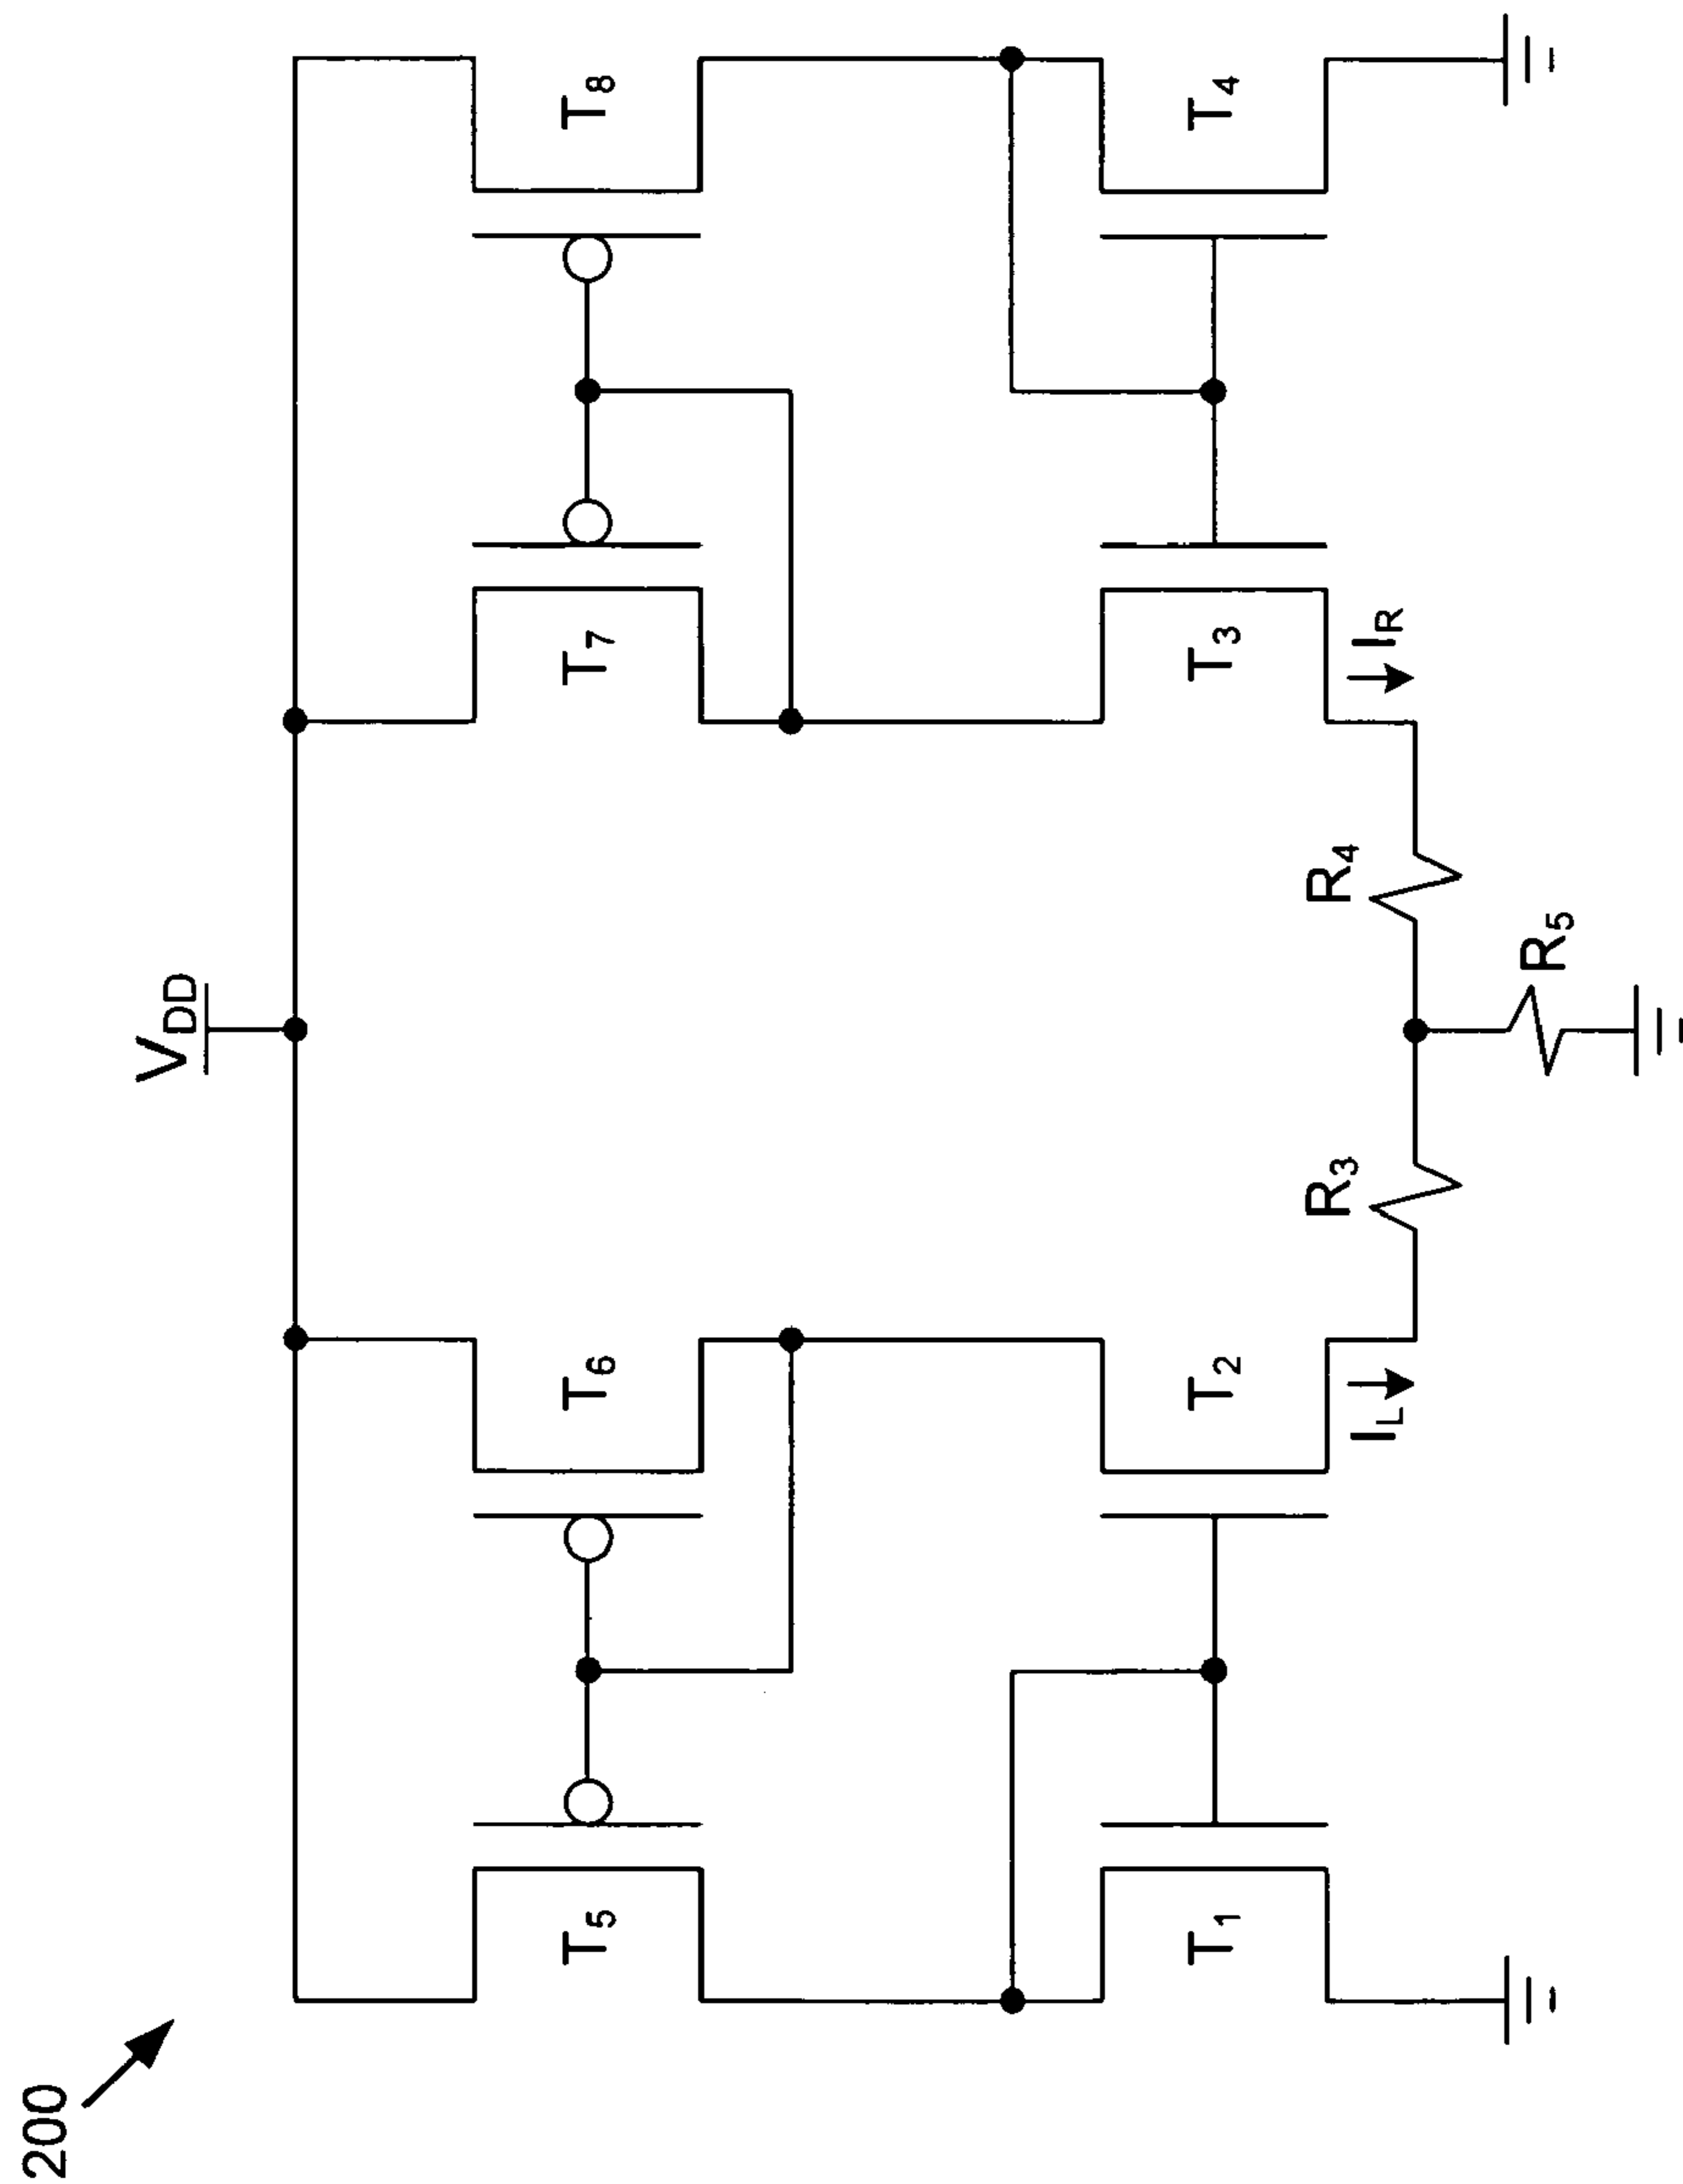 200
V_DD
T₅
T₆
T₇
T₈
T₁
T₂
T₃
T₄
I_L
I_R
R₃
R₄
R₅